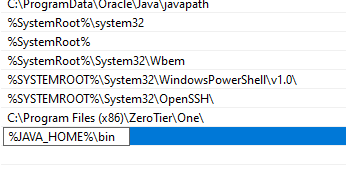 C:\ProgramData\Oracle\Java\javapath
%SystemRoot%\system32
%SystemRoot%
%SystemRoot%\System32\Wbem
%SYSTEMROOT%\System32\WindowsPowerShell\v1.0\
%SYSTEMROOT%\System32\OpenSSH\
C:\Program Files (x86)\ZeroTier\One\
%JAVA_HOME%\bin